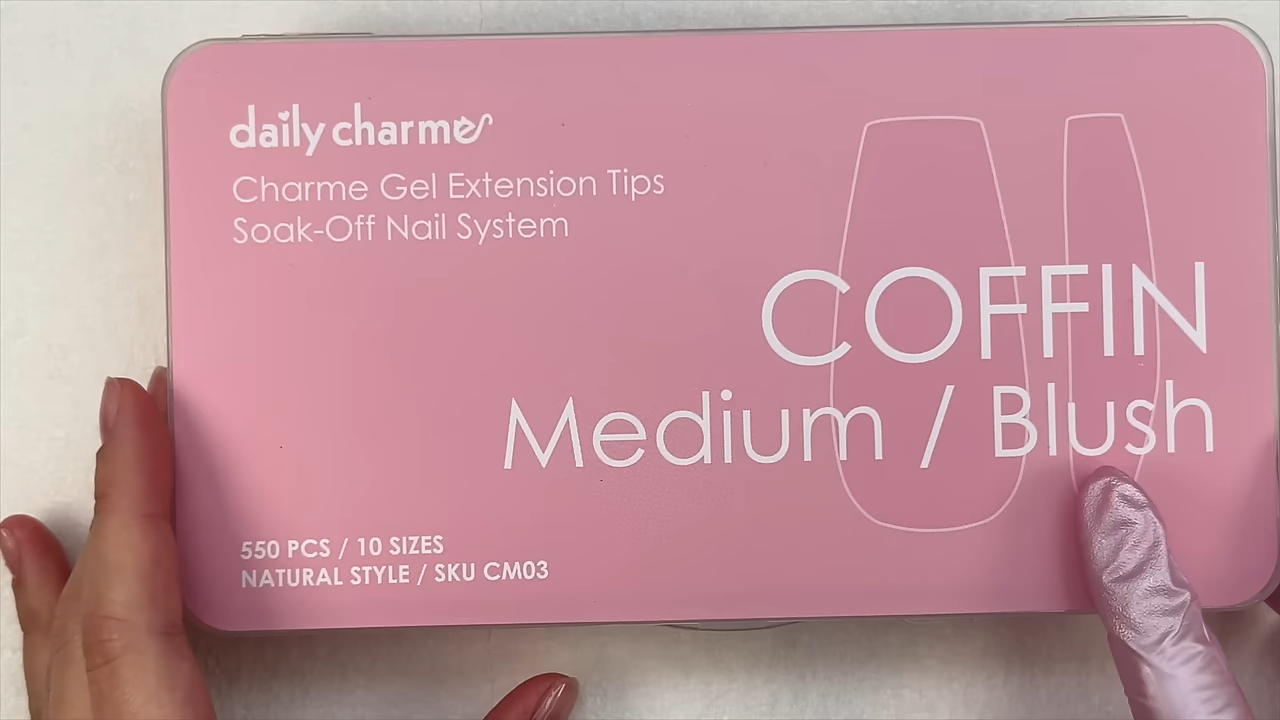 daily charme
Charme Gel Extension Tips
Soak-Off Nail System
COFFIN
Medium / Blush
550 PCS / 10 SIZES
NATURAL STYLE / SKU CM03